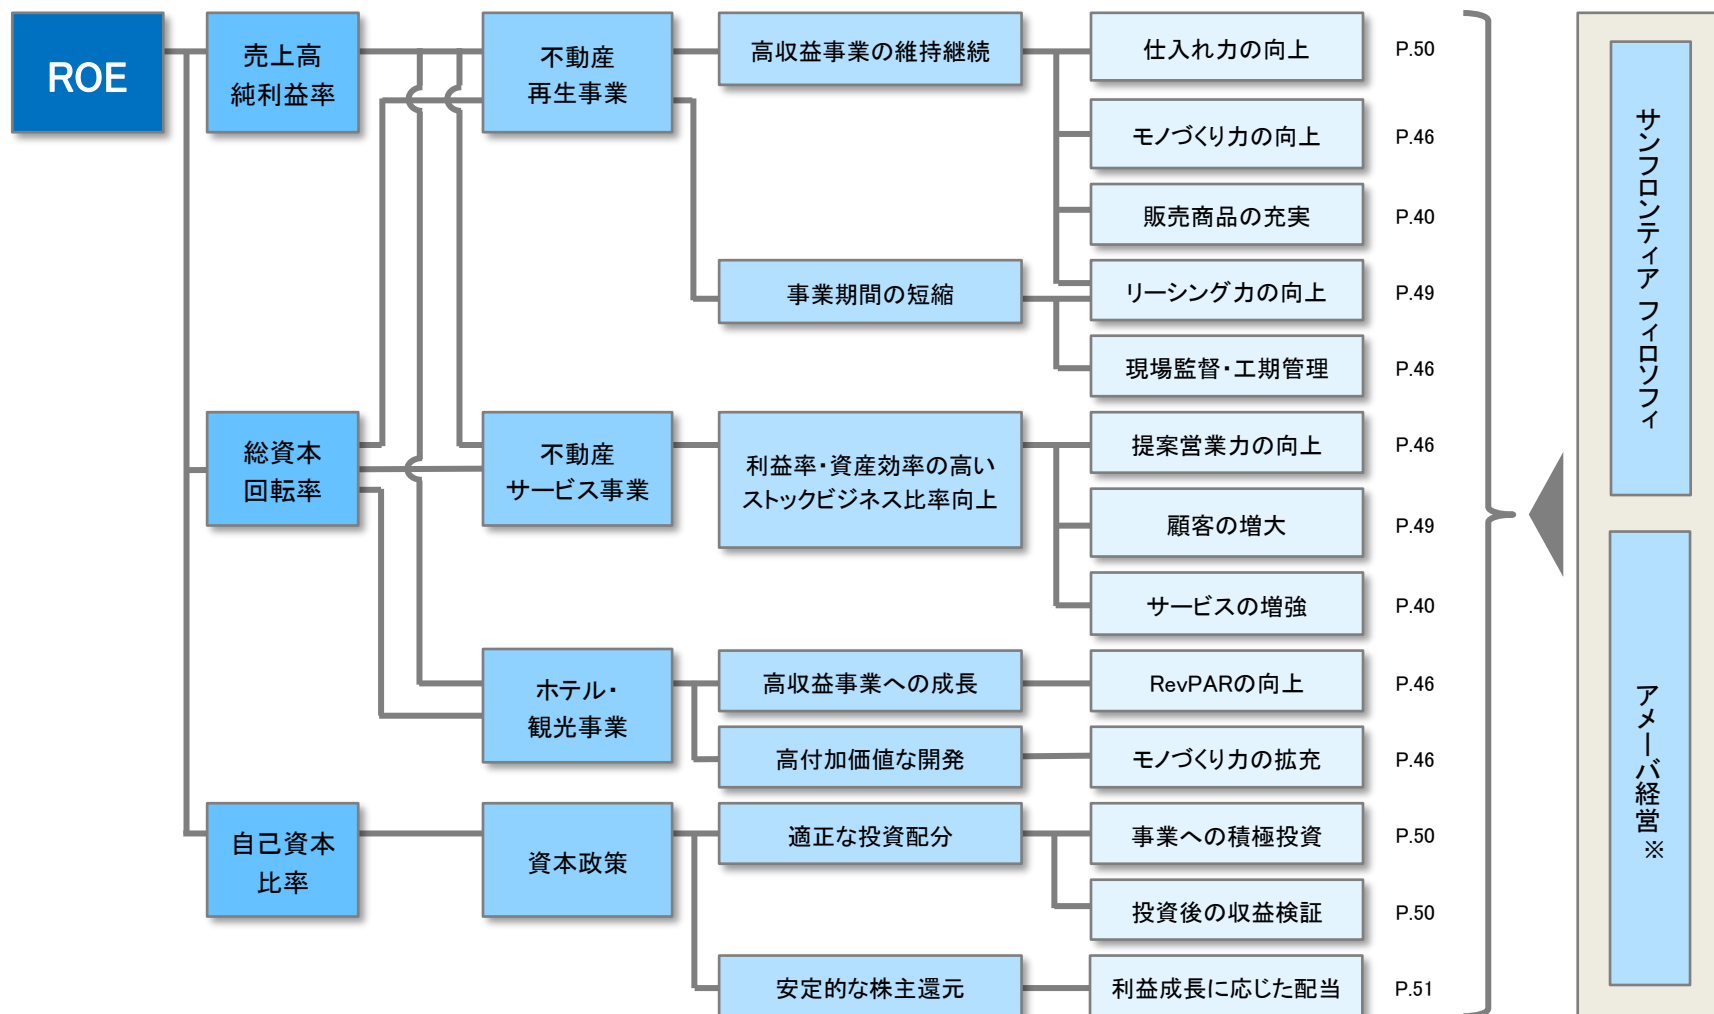 ROE
売上高
純利益率
不動産
再生事業
高収益事業の維持継続
仕入れ力の向上
P.50
モノづくり力の向上
P.46
販売商品の充実
P.40
事業期間の短縮
リーシング力の向上
P.49
現場監督・工期管理
P.46
総資本
回転率
不動産
サービス事業
利益率・資産効率の高い
ストックビジネス比率向上
提案営業力の向上
P.46
顧客の増大
P.49
サービスの増強
P.40
ホテル・
観光事業
高収益事業への成長
RevPARの向上
P.46
高付加価値な開発
モノづくり力の拡充
P.46
自己資本
比率
資本政策
適正な投資配分
事業への積極投資
P.50
投資後の収益検証
P.50
安定的な株主還元
利益成長に応じた配当
P.51
サンフロンティア フィロソフィ
アメーバ経営※